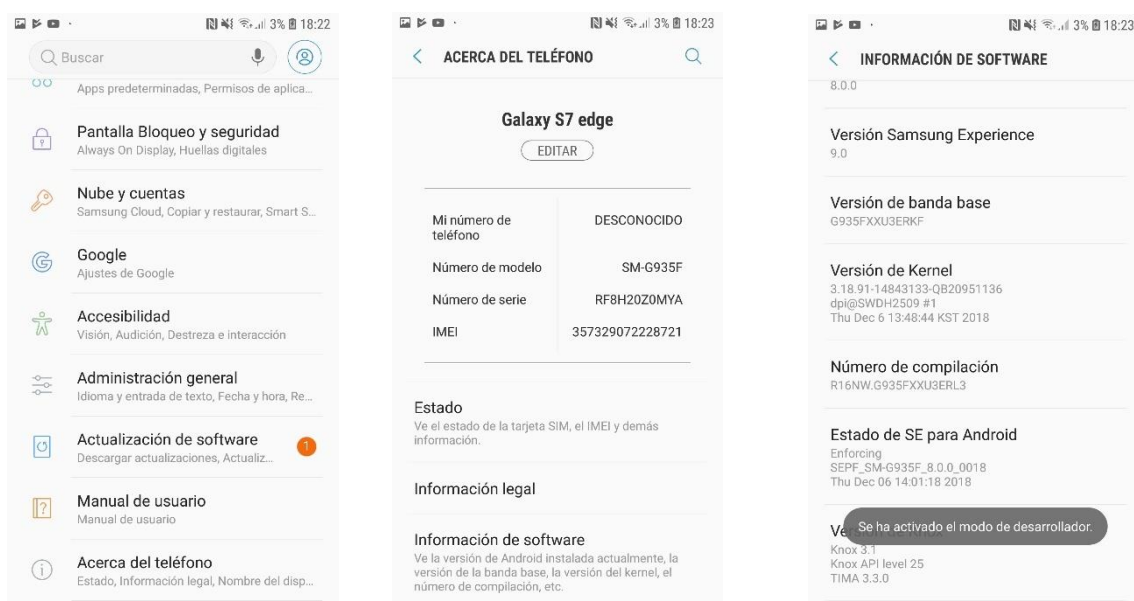 3% 18:22
Buscar
Apps predeterminadas, Permisos de aplica...
Pantalla Bloqueo y seguridad
Always On Display, Huellas digitales
Nube y cuentas
Samsung Cloud, Copiar y restaurar, Smart S...
Google
Ajustes de Google
Accesibilidad
Visión, Audición, Destreza e interacción
Administración general
Idioma y entrada de texto, Fecha y hora, Re...
Actualización de software
1
Descargar actualizaciones, Actualiz...
Manual de usuario
Manual de usuario
Acerca del teléfono
Estado, Información legal, Nombre del disp...
3% 18:23
ACERCA DEL TELÉFONO
Galaxy S7 edge
EDITAR
Mi número de
teléfono
DESCONOCIDO
Número de modelo SM-G935F
Número de serie RF8H20Z0MYA
IMEI 357329072228721
Estado
Ve el estado de la tarjeta SIM, el IMEI y demás
información.
Información legal
Información de software
Ve la versión de Android instalada actualmente, la
versión de la banda base, la versión del kernel, el
número de compilación, etc.
3% 18:23
INFORMACIÓN DE SOFTWARE
8.0.0
Versión Samsung Experience
9.0
Versión de banda base
G935FXXU3ERKF
Versión de Kernel
3.18.91-14843133-QB20951136
dpi@SWDH2509 #1
Thu Dec 6 13:48:44 KST 2018
Número de compilación
R16NW.G935FXXU3ERL3
Estado de SE para Android
Enforcing
SEPF_SM-G935F_8.0.0_0018
Thu Dec 06 14:01:18 2018
Se ha activado el modo de desarrollador.
Knox 3.1
Knox API level 25
TIMA 3.3.0